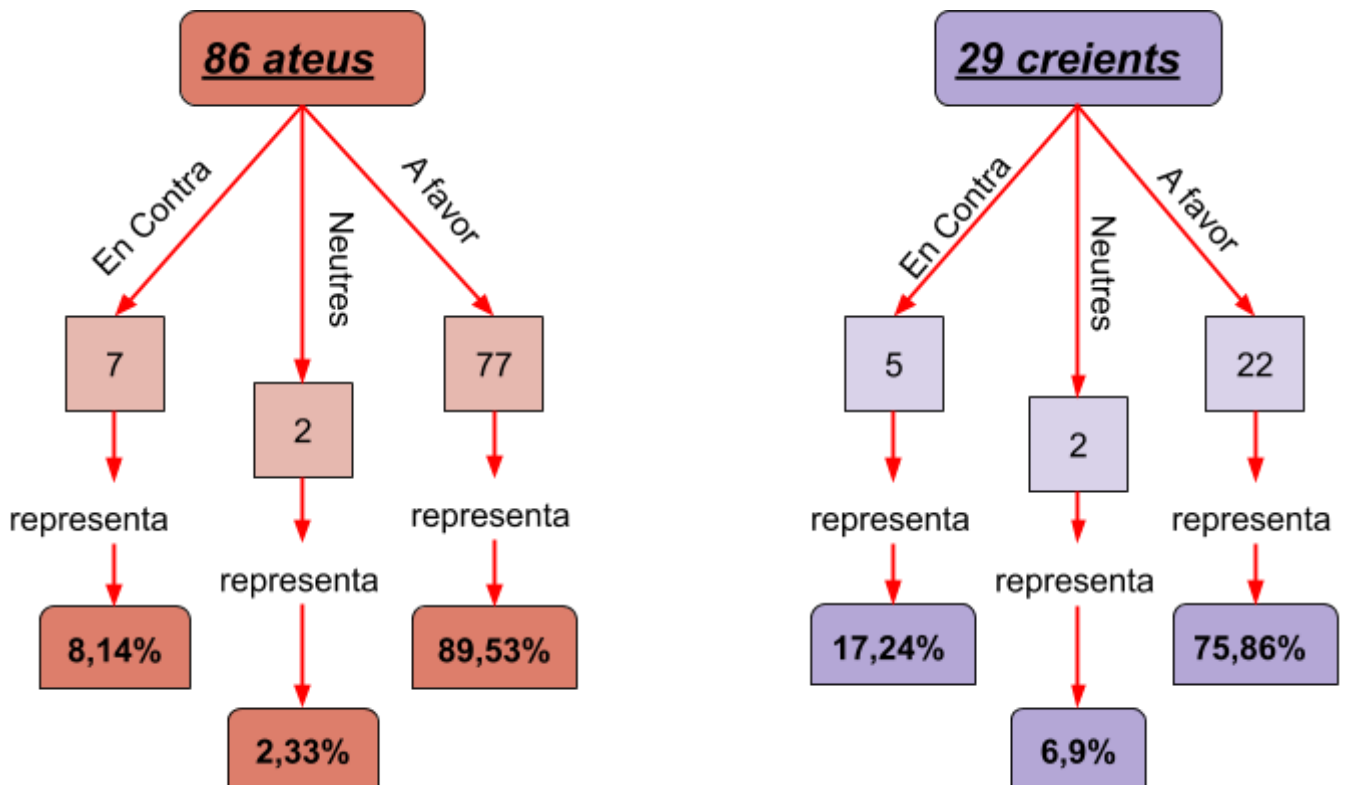 86 ateus
En Contra
Neutres
A favor
7
2
77
representa
representa
representa
8,14%
2,33%
89,53%
29 creients
En Contra
Neutres
A favor
5
2
22
representa
representa
representa
17,24%
6,9%
75,86%